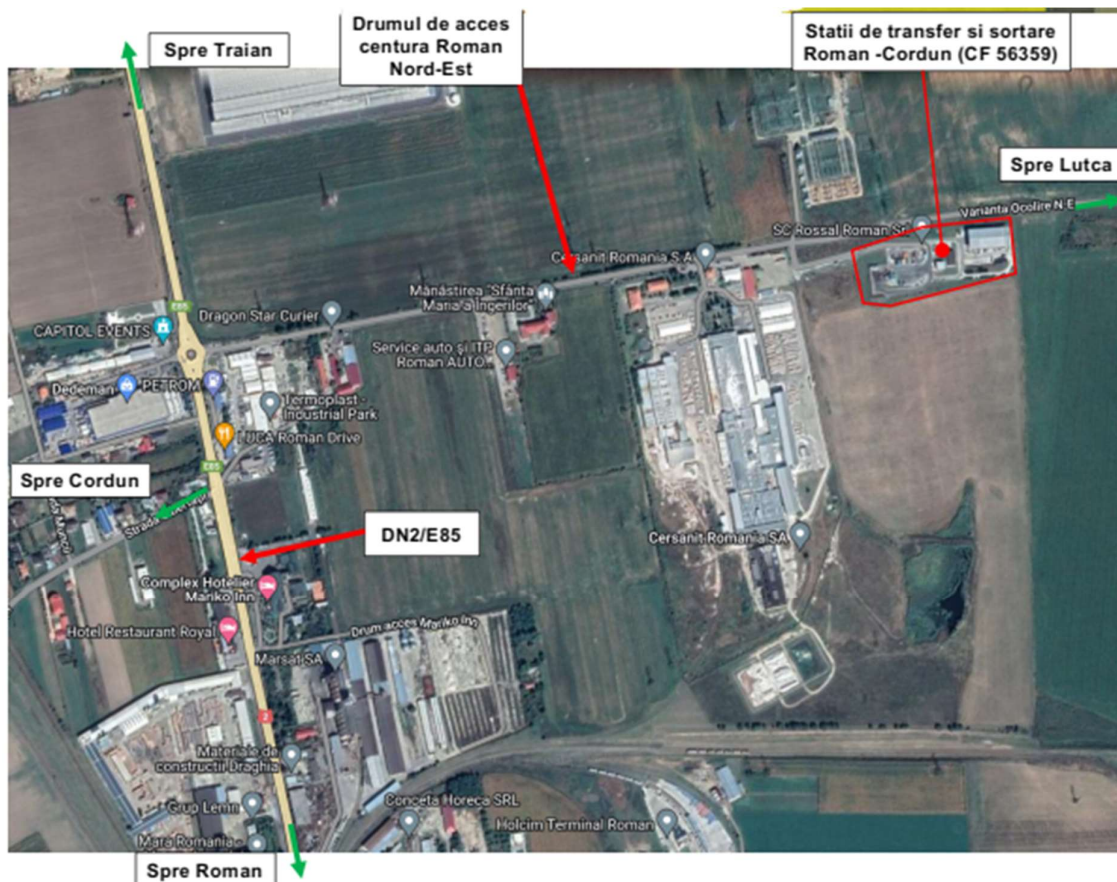 Spre Traian
Drumul de acces
centura Roman
Nord-Est
Statii de transfer si sortare
Roman -Cordun (CF 56359)
Spre Lutca
Varianta Ocolire N.E
SC Rossal Roman Srl
Cersanit Romania S.A
Mănăstirea "Sfânta
Maria a Îngerilor"
E85
Dragon Star Curier
CAPITOL EVENTS
Service auto și ITP
Roman AUTO...
Dedeman
PETROM
Termoplast -
Industrial Park
LUCA Roman Drive
E85
Spre Cordun
Strada
DN2/E85
Cersanit Romania SA
Complex Hotelier
Mariko Inn
Hotel Restaurant Royal
Drum acces Mariko Inn
Marsat SA
2
Materiale de
constructii Draghia
Grup Lemn
Conceta Horeca SRL
Holcim Terminal Roman
Mara Romania
Spre Roman